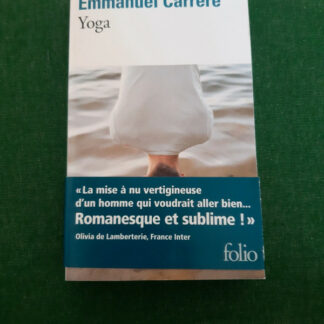 Emmanuel Carrère
Yoga
« La mise à nu vertigineuse
d'un homme qui voudrait aller bien...
Romanesque et sublime ! »
Olivia de Lamberterie, France Inter
folio